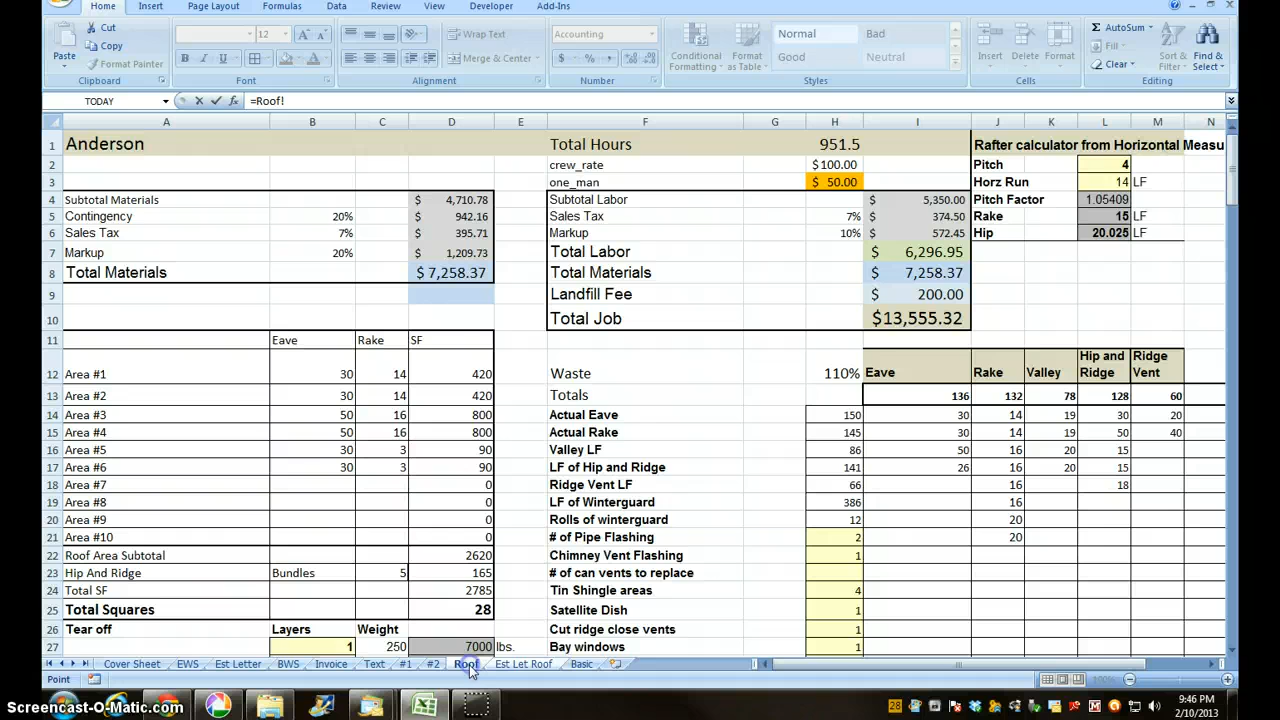 Home Insert Page Layout Formulas Data Review View Developer Add-Ins
Cut 12 A A Wrap Text Accounting Normal Bad AutoSum
Copy
Paste Format Painter B I U Merge & Center $ % , Conditional Formatting Format as Table Good Neutral Insert Delete Format Fill Clear Sort & Filter Find & Select
Clipboard Font Alignment Number Styles Cells Editing
TODAY fx =Roof!
A B C D E F G H I J K L M N
1 Anderson Total Hours 951.5 Rafter calculator from Horizontal Measu
2 crew_rate $100.00 Pitch 4
3 one_man $ 50.00 Horz Run 14 LF
4 Subtotal Materials $ 4,710.78 Subtotal Labor $ 5,350.00 Pitch Factor 1.05409
5 Contingency 20% $ 942.16 Sales Tax 7% $ 374.50 Rake 15 LF
6 Sales Tax 7% $ 395.71 Markup 10% $ 572.45 Hip 20.025 LF
7 Markup 20% $ 1,209.73 Total Labor $ 6,296.95
8 Total Materials $ 7,258.37 Total Materials $ 7,258.37
9 Landfill Fee $ 200.00
10 Total Job $13,555.32
11 Eave Rake SF
12 Area #1 30 14 420 Waste 110% Eave Rake Valley Hip and Ridge Ridge Vent
13 Area #2 30 14 420 Totals 136 132 78 128 60
14 Area #3 50 16 800 Actual Eave 150 30 14 19 30 20
15 Area #4 50 16 800 Actual Rake 145 30 14 19 50 40
16 Area #5 30 3 90 Valley LF 86 50 16 20 15
17 Area #6 30 3 90 LF of Hip and Ridge 141 26 16 20 15
18 Area #7 0 Ridge Vent LF 66 16 18
19 Area #8 0 LF of Winterguard 386 16
20 Area #9 0 Rolls of winterguard 12 20
21 Area #10 0 # of Pipe Flashing 2 20
22 Roof Area Subtotal 2620 Chimney Vent Flashing 1
23 Hip And Ridge Bundles 5 165 # of can vents to replace
24 Total SF 2785 Tin Shingle areas 4
25 Total Squares 28 Satellite Dish 1
26 Tear off Layers Weight Cut ridge close vents 1
27 1 250 7000 lbs. Bay windows 1
Cover Sheet EWS Est Letter BWS Invoice Text #1 #2 Roof Est Let Roof Basic
Point 100%
28 9:46 PM
2/10/2013
Screencast-O-Matic.com